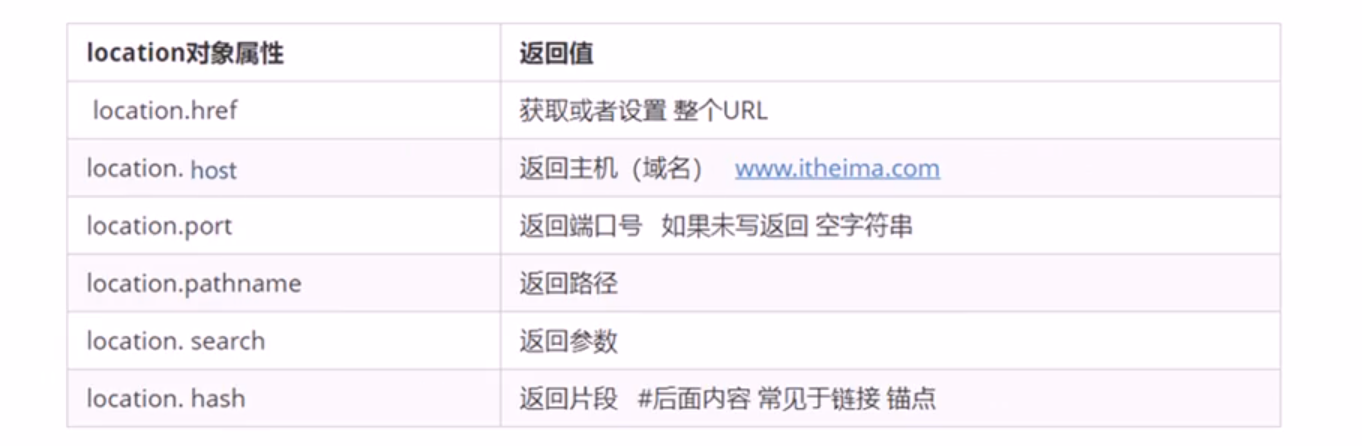 location对象属性 返回值
location.href 获取或者设置 整个URL
location. host 返回主机（域名） www.itheima.com
location.port 返回端口号 如果未写返回 空字符串
location.pathname 返回路径
location. search 返回参数
location. hash 返回片段 #后面内容 常见于链接 锚点